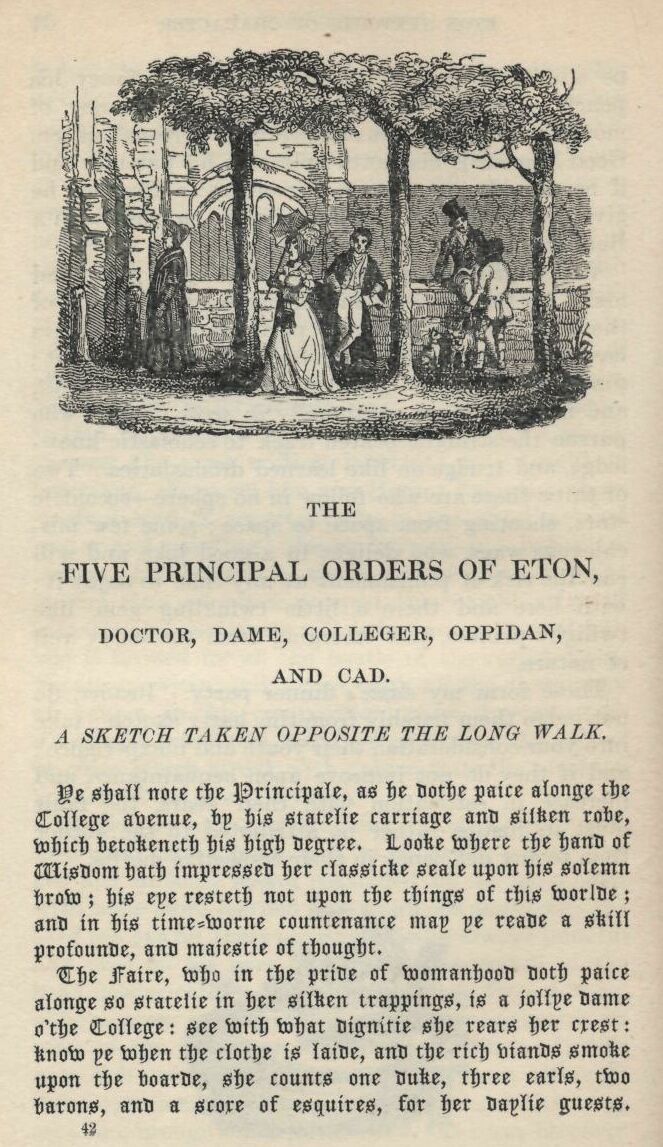 THE
FIVE PRINCIPAL ORDERS OF ETON,
DOCTOR, DAME, COLLEGER, OPPIDAN,
AND CAD.
A SKETCH TAKEN OPPOSITE THE LONG WALK.
Ye shall note the Principale, as he dothe paice alonge the
College avenue, by his statelie carriage and silken robe,
which betokeneth his high degree. Looke where the hand of
Wisdom hath impressed her classicke seale upon his solemn
brow; his eye resteth not upon the things of this worlde;
and in his time-worne countenance may ye reade a skill
profounde, and majestie of thought.
The Faire, who in the pride of womanhood doth paice
alonge so statelie in her silken trappings, is a jollye dame
o'the College: see with what dignitie she rears her crest:
know ye when the clothe is laide, and the rich viands smoke
upon the boarde, she counts one duke, three earls, two
barons, and a score of esquires, for her daylie guests.
42